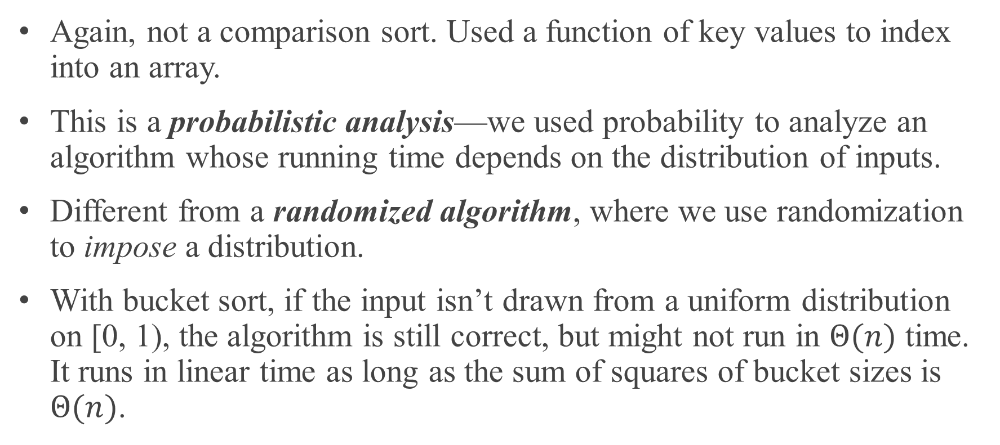 • Again, not a comparison sort. Used a function of key values to index
into an array.
• This is a probabilistic analysis—we used probability to analyze an
algorithm whose running time depends on the distribution of inputs.
• Different from a randomized algorithm, where we use randomization
to impose a distribution.
• With bucket sort, if the input isn’t drawn from a uniform distribution
on [0, 1), the algorithm is still correct, but might not run in Θ(n) time.
It runs in linear time as long as the sum of squares of bucket sizes is
Θ(n).